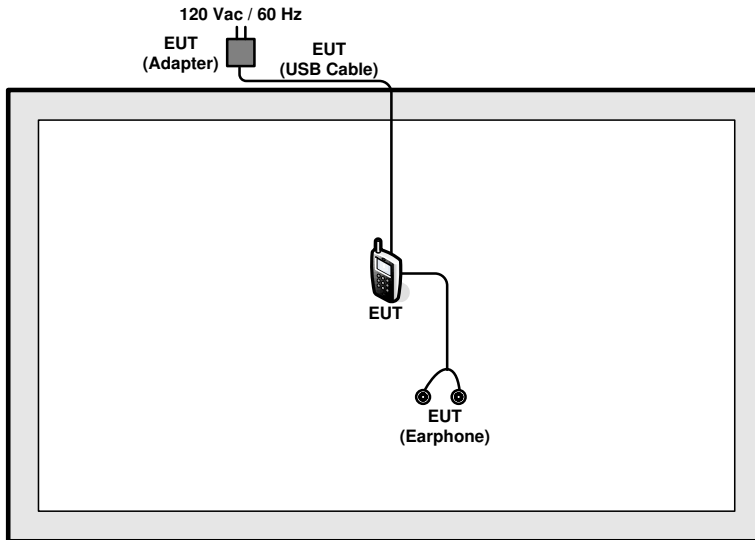 120 Vac / 60 Hz
EUT
(Adapter)
EUT
(USB Cable)
EUT
EUT
(Earphone)